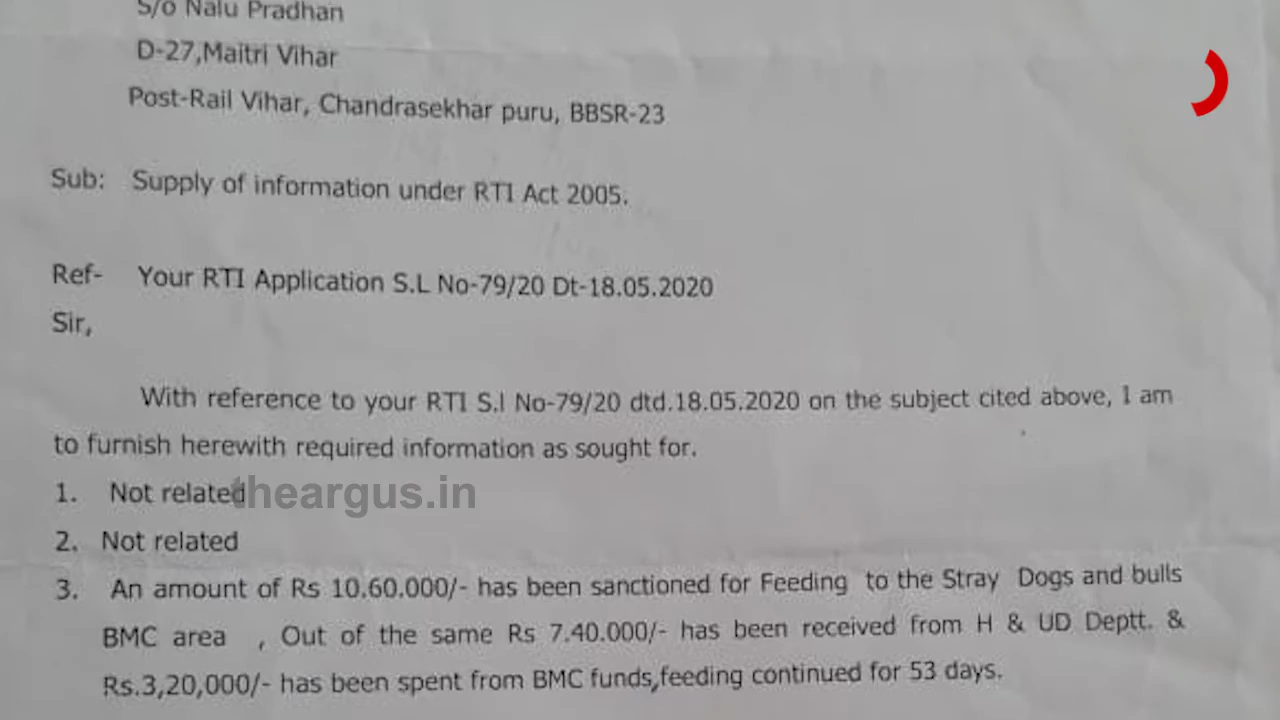 S/o Nalu Pradhan
D-27,Maitri Vihar
Post-Rail Vihar, Chandrasekhar puru, BBSR-23
Sub: Supply of information under RTI Act 2005.
Ref- Your RTI Application S.L No-79/20 Dt-18.05.2020
Sir,
With reference to your RTI S.l No-79/20 dtd.18.05.2020 on the subject cited above, I am
to furnish herewith required information as sought for.
1. Not related
theargus.in
2. Not related
3. An amount of Rs 10.60.000/- has been sanctioned for Feeding to the Stray Dogs and bulls
BMC area , Out of the same Rs 7.40.000/- has been received from H & UD Deptt. &
Rs.3,20,000/- has been spent from BMC funds,feeding continued for 53 days.